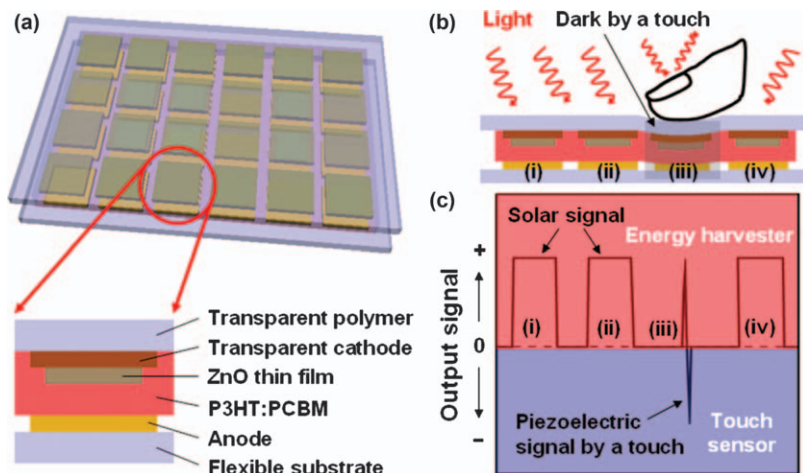 (a)
Transparent polymer
Transparent cathode
ZnO thin film
P3HT:PCBM
Anode
Flexible substrate
(b)
Light
Dark by a touch
(i)
(ii)
(iii)
(iv)
(c)
Solar signal
Energy harvester
+
Output signal
0
-
(i)
(ii)
(iii)
(iv)
Piezoelectric
signal by a touch
Touch
sensor